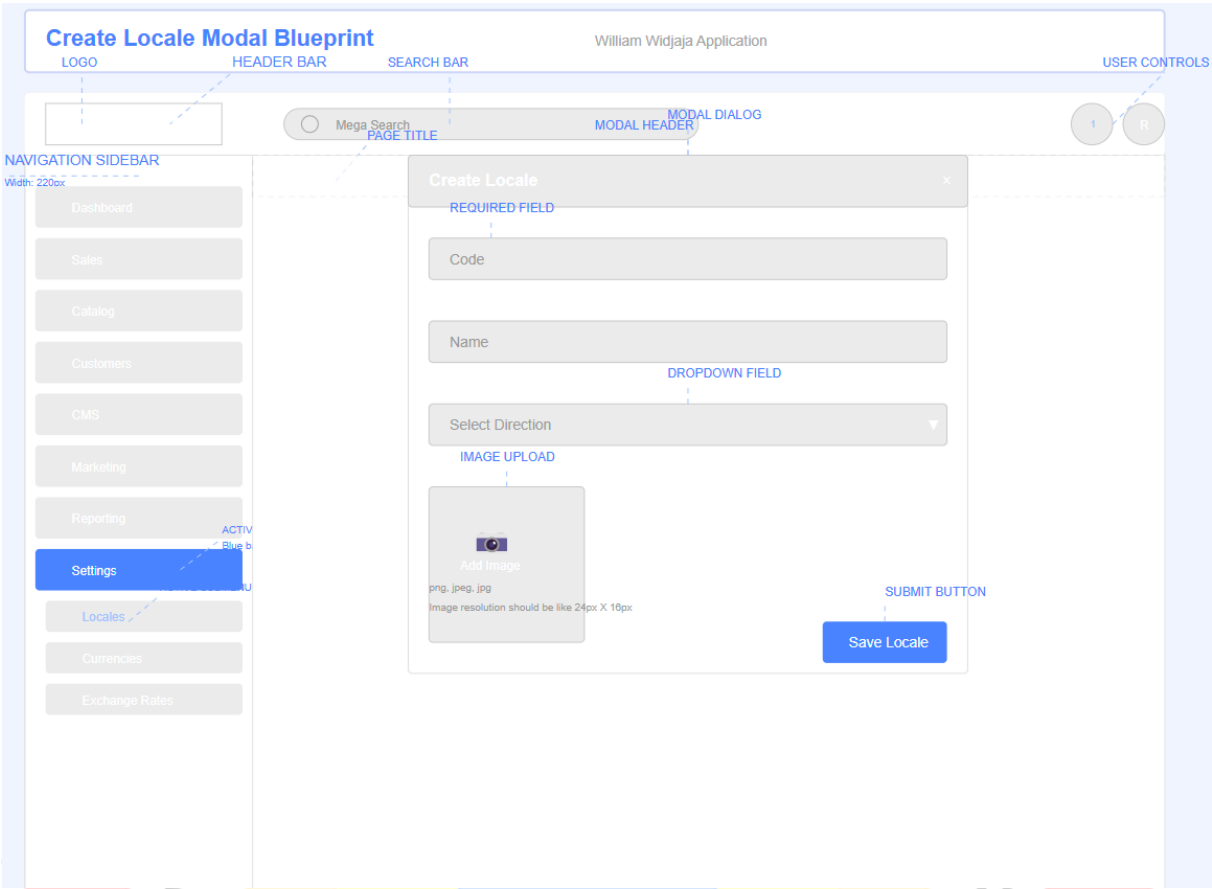 Create Locale Modal Blueprint
William Widjaja Application
LOGO
HEADER BAR
SEARCH BAR
USER CONTROLS
Mega Search
PAGE TITLE
MODAL HEADER
MODAL DIALOG
1
R
NAVIGATION SIDEBAR
Width: 220px
Dashboard
Sales
Catalog
Customers
CMS
Marketing
Reporting
ACTIV
Blue b
Settings
Locales
Currencies
Exchange Rates
Create Locale
×
REQUIRED FIELD
Code
Name
DROPDOWN FIELD
Select Direction
▼
IMAGE UPLOAD
Add Image
png, jpeg, jpg
Image resolution should be like 24px X 16px
SUBMIT BUTTON
Save Locale